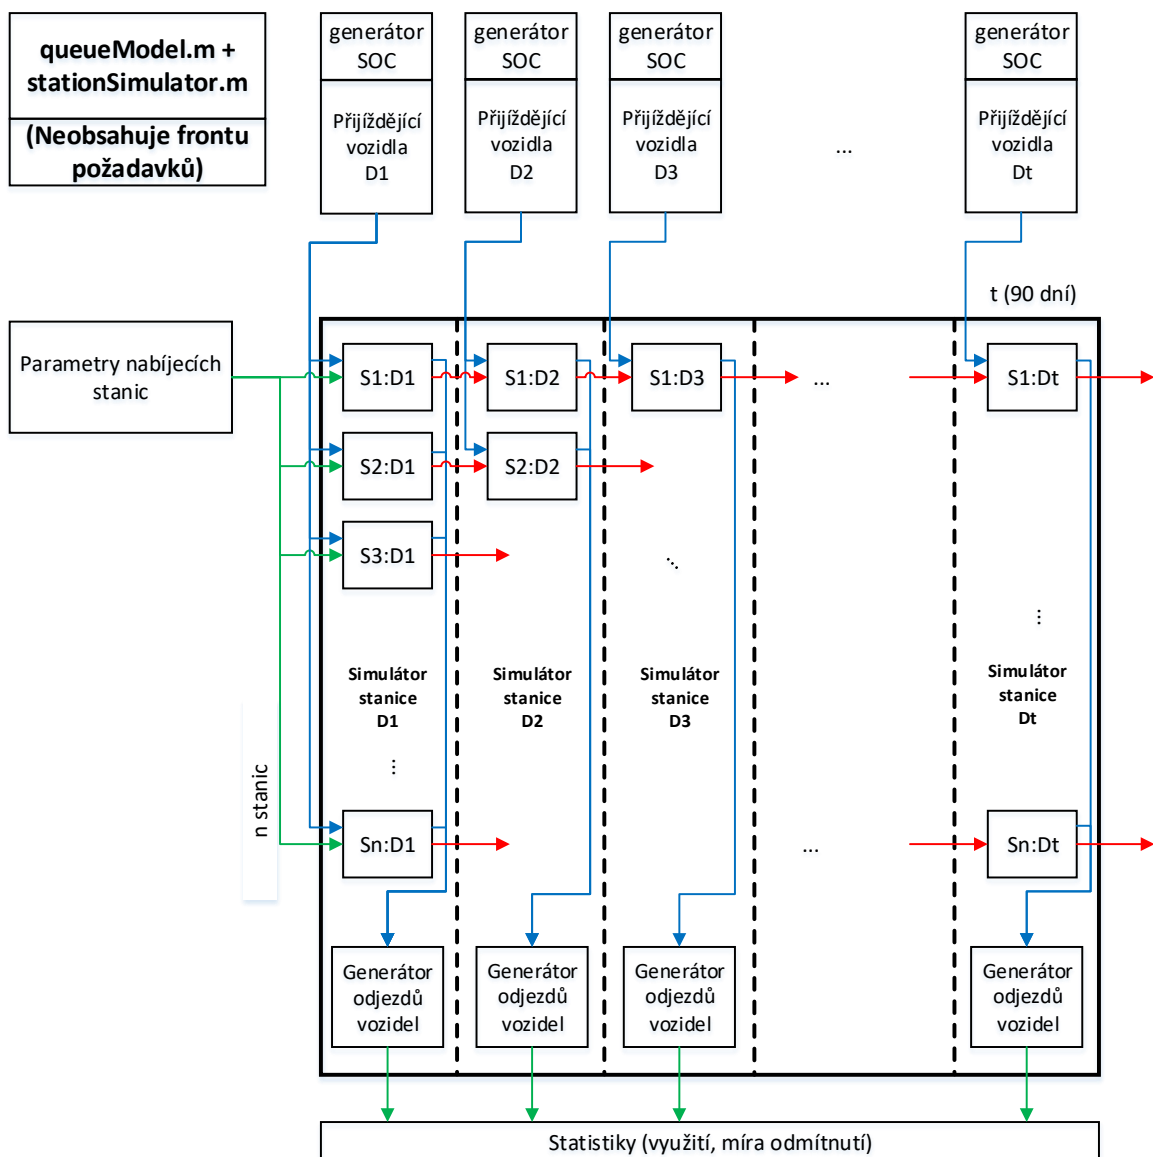 queueModel.m +
stationSimulator.m
(Neobsahuje frontu
požadavků)
generátor
SOC
Přijíždějící
vozidla
D1
generátor
SOC
Přijíždějící
vozidla
D2
generátor
SOC
Přijíždějící
vozidla
D3
...
generátor
SOC
Přijíždějící
vozidla
Dt
t (90 dní)
Parametry nabíjecích
stanic
S1:D1
S1:D2
S1:D3
...
S1:Dt
S2:D1
S2:D2
S3:D1
...
...
Simulátor
stanice
D1
Simulátor
stanice
D2
Simulátor
stanice
D3
Simulátor
stanice
Dt
...
n stanic
Sn:D1
...
Sn:Dt
Generátor
odjezdů
vozidel
Generátor
odjezdů
vozidel
Generátor
odjezdů
vozidel
Generátor
odjezdů
vozidel
Statistiky (využití, míra odmítnutí)